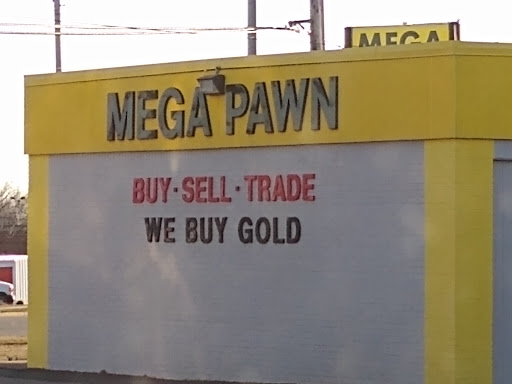 MEGA
MEGA PAWN
BUY · SELL · TRADE
WE BUY GOLD